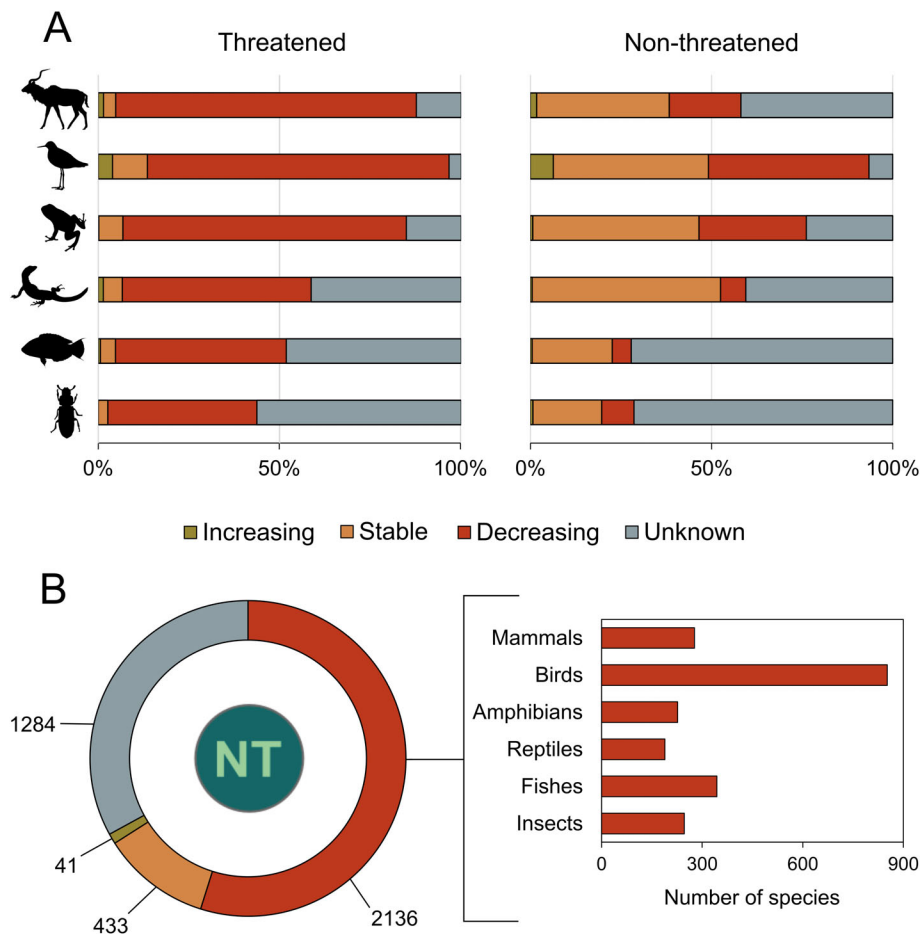 A
Threatened
Non-threatened
0%
50%
100%
0%
50%
100%
Increasing
Stable
Decreasing
Unknown
B
NT
1284
41
433
2136
Mammals
Birds
Amphibians
Reptiles
Fishes
Insects
0
300
600
900
Number of species